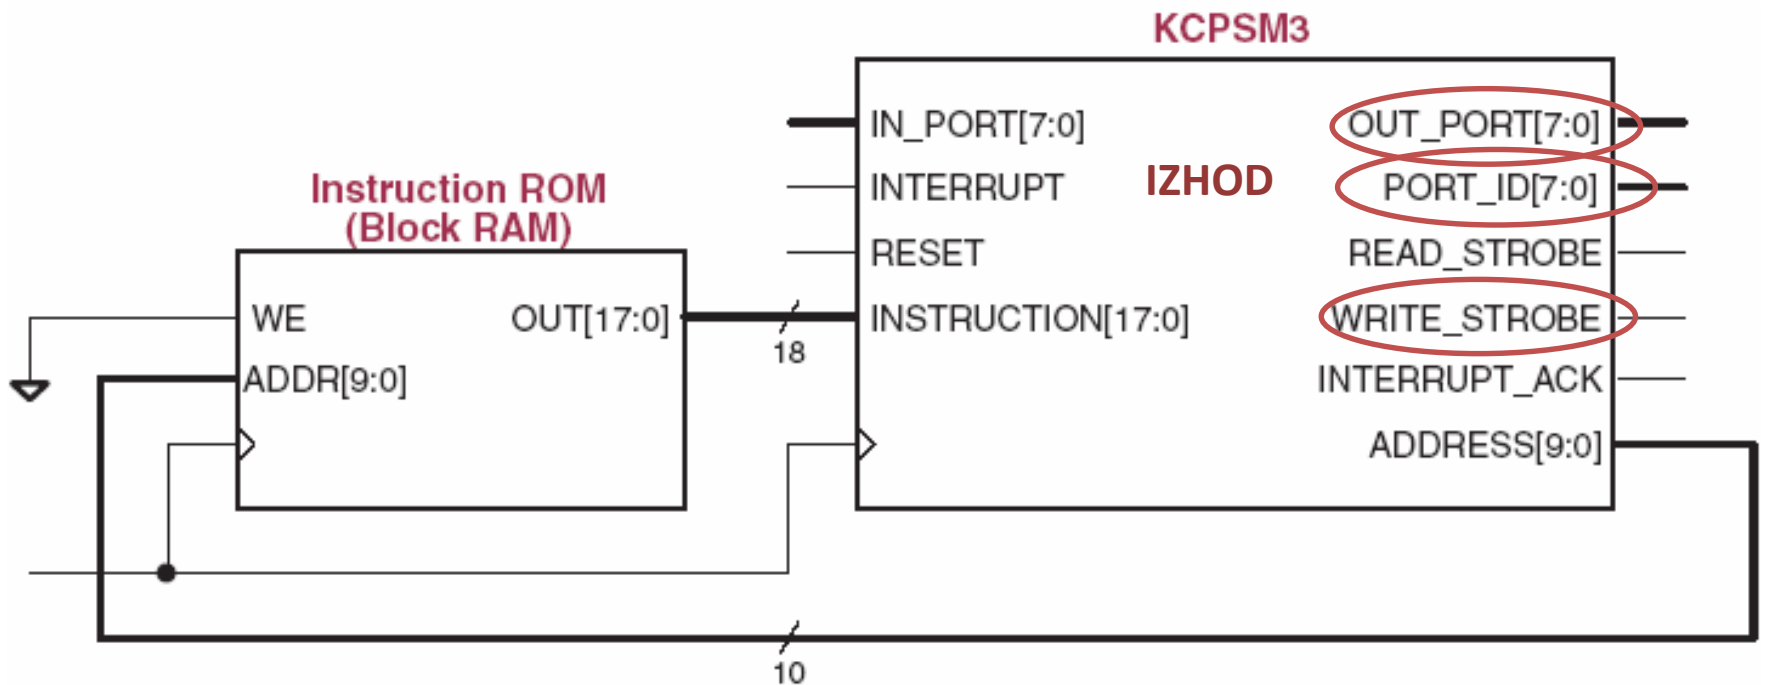 KCPSM3
IN_PORT[7:0]
OUT_PORT[7:0]
Instruction ROM
(Block RAM)
INTERRUPT
IZHOD
PORT_ID[7:0]
RESET
READ_STROBE
WE
OUT[17:0]
18
INSTRUCTION[17:0]
WRITE_STROBE
ADDR[9:0]
INTERRUPT_ACK
ADDRESS[9:0]
10